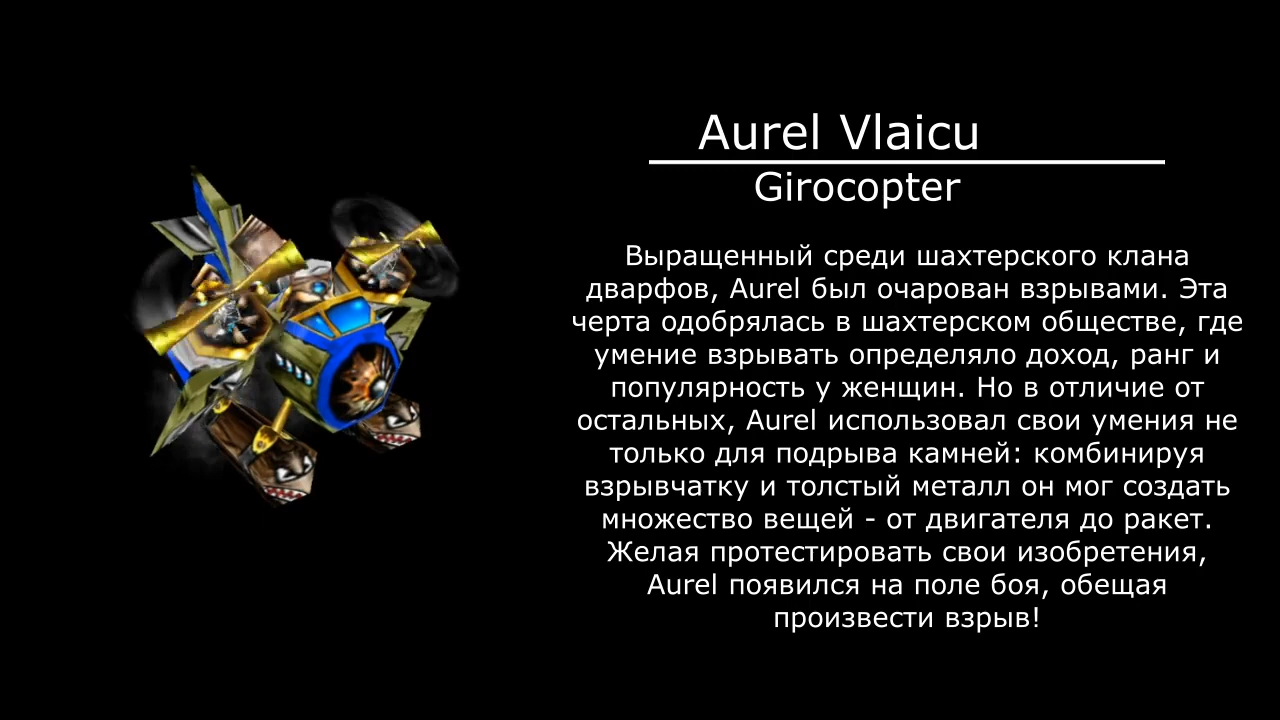 Aurel Vlaicu
Girocopter
Выращенный среди шахтерского клана
дварфов, Aurel был очарован взрывами. Эта
черта одобрялась в шахтерском обществе, где
умение взрывать определяло доход, ранг и
популярность у женщин. Но в отличие от
остальных, Aurel использовал свои умения не
только для подрыва камней: комбинируя
взрывчатку и толстый металл он мог создать
множество вещей - от двигателя до ракет.
Желая протестировать свои изобретения,
Aurel появился на поле боя, обещая
произвести взрыв!